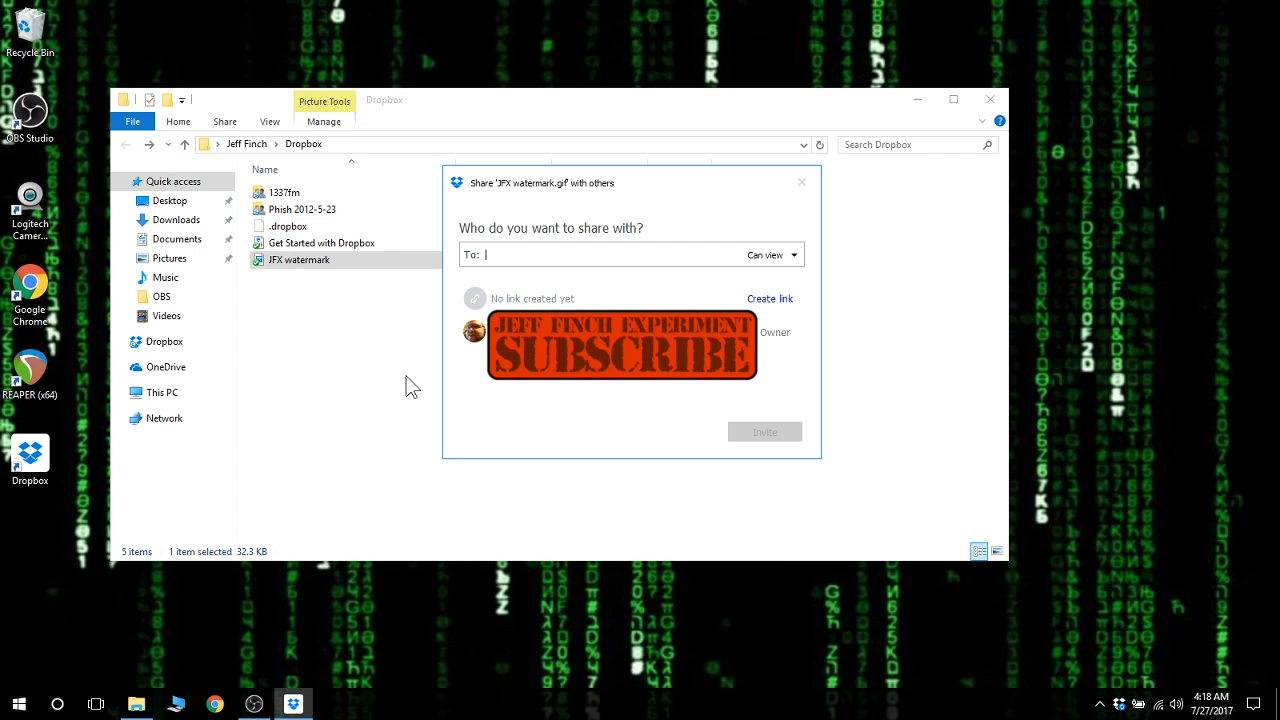 Recycle Bin
OBS Studio
Logitech
Camer...
Google
Chrome
REAPER (x64)
Dropbox
Picture Tools
Dropbox
File
Home
Share
View
Manage
Jeff Finch
Dropbox
Search Dropbox
Quick access
Desktop
Downloads
Documents
Pictures
Music
OBS
Videos
Dropbox
OneDrive
This PC
Network
Name
1337fm
Phish 2012-5-23
.dropbox
Get Started with Dropbox
JFX watermark
Share 'JFX watermark.gif' with others
Who do you want to share with?
To:
Can view
No link created yet
Create link
JEFF FINCH EXPERIMENT
SUBSCRIBE
Owner
Invite
5 items
1 item selected 32.3 KB
4:18 AM
7/27/2017